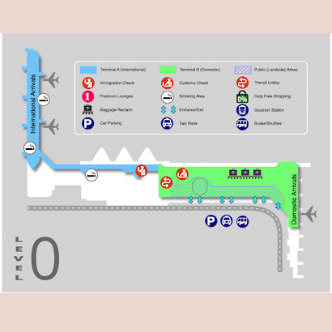 Terminal A (International)
Terminal B (Domestic)
Public (Landside) Areas
Immigration Check
Customs Check
Transit Lobby
Premium Lounges
Smoking Area
Duty Free Shopping
0%
Baggage Reclaim
Entrance/Exit
Gautrain Station
Car Parking
Taxi Rank
Buses/Shuttles
International Arrivals
Domestic Arrivals
P
P
LEVEL
0